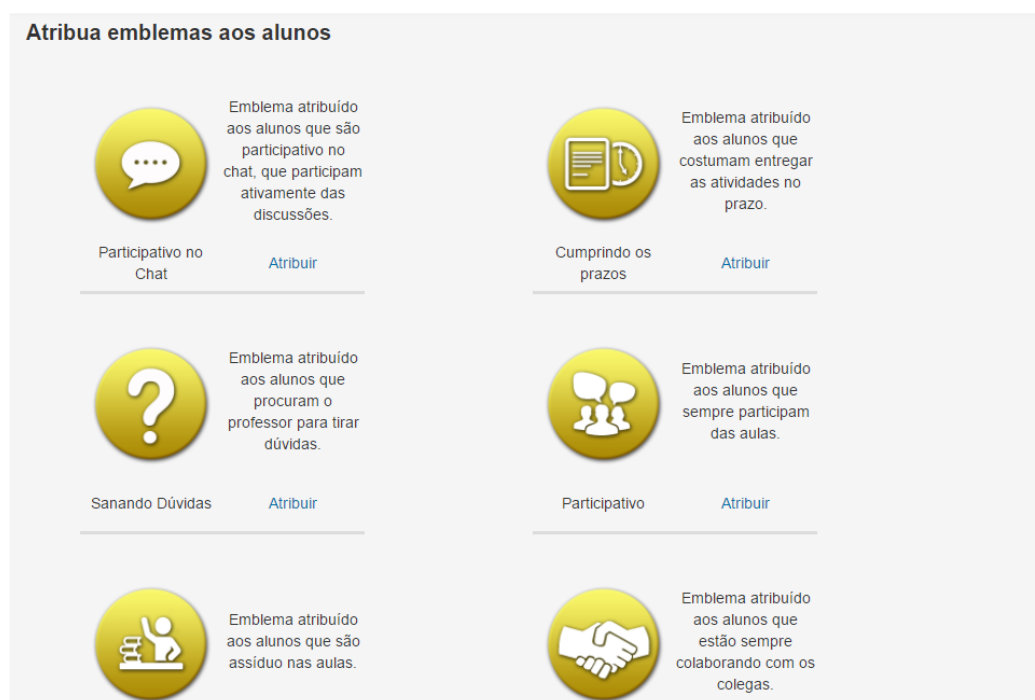 Atribua emblemas aos alunos
Emblema atribuído
aos alunos que são
participativo no
chat, que participam
ativamente das
discussões.
Participativo no
Chat
Atribuir
Emblema atribuído
aos alunos que
costumam entregar
as atividades no
prazo.
Cumprindo os
prazos
Atribuir
Emblema atribuído
aos alunos que
procuram o
professor para tirar
dúvidas.
Sanando Dúvidas
Atribuir
Emblema atribuído
aos alunos que
sempre participam
das aulas.
Participativo
Atribuir
Emblema atribuído
aos alunos que são
assíduo nas aulas.
Emblema atribuído
aos alunos que
estão sempre
colaborando com os
colegas.